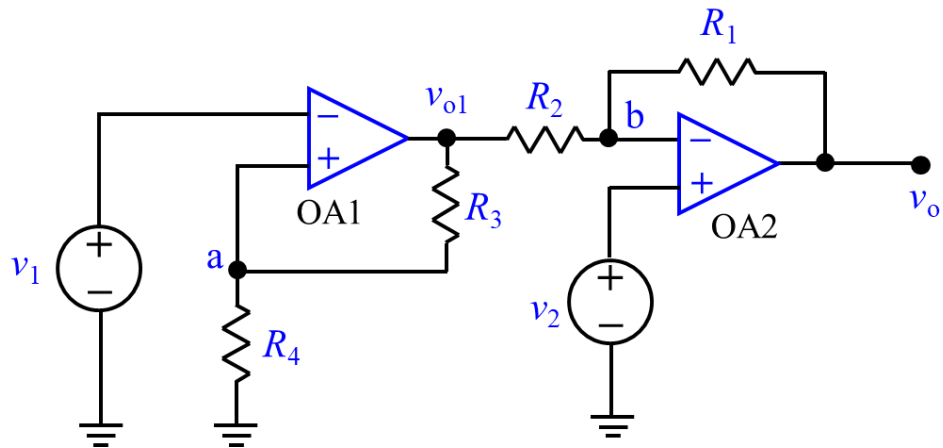 R1
vo1
R2
b
−
+
OA1
R3
−
+
OA2
vo
a
v1
+
−
R4
v2
+
−